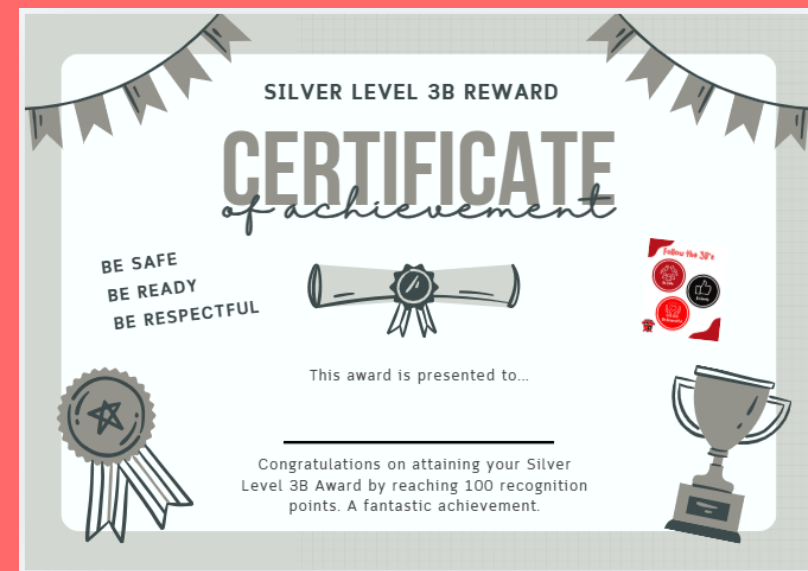 SILVER LEVEL 3B REWARD
CERTIFICATE
of achievement
BE SAFE
BE READY
BE RESPECTFUL
Follow the 3B's
This award is presented to...
Congratulations on attaining your Silver
Level 3B Award by reaching 100 recognition
points. A fantastic achievement.